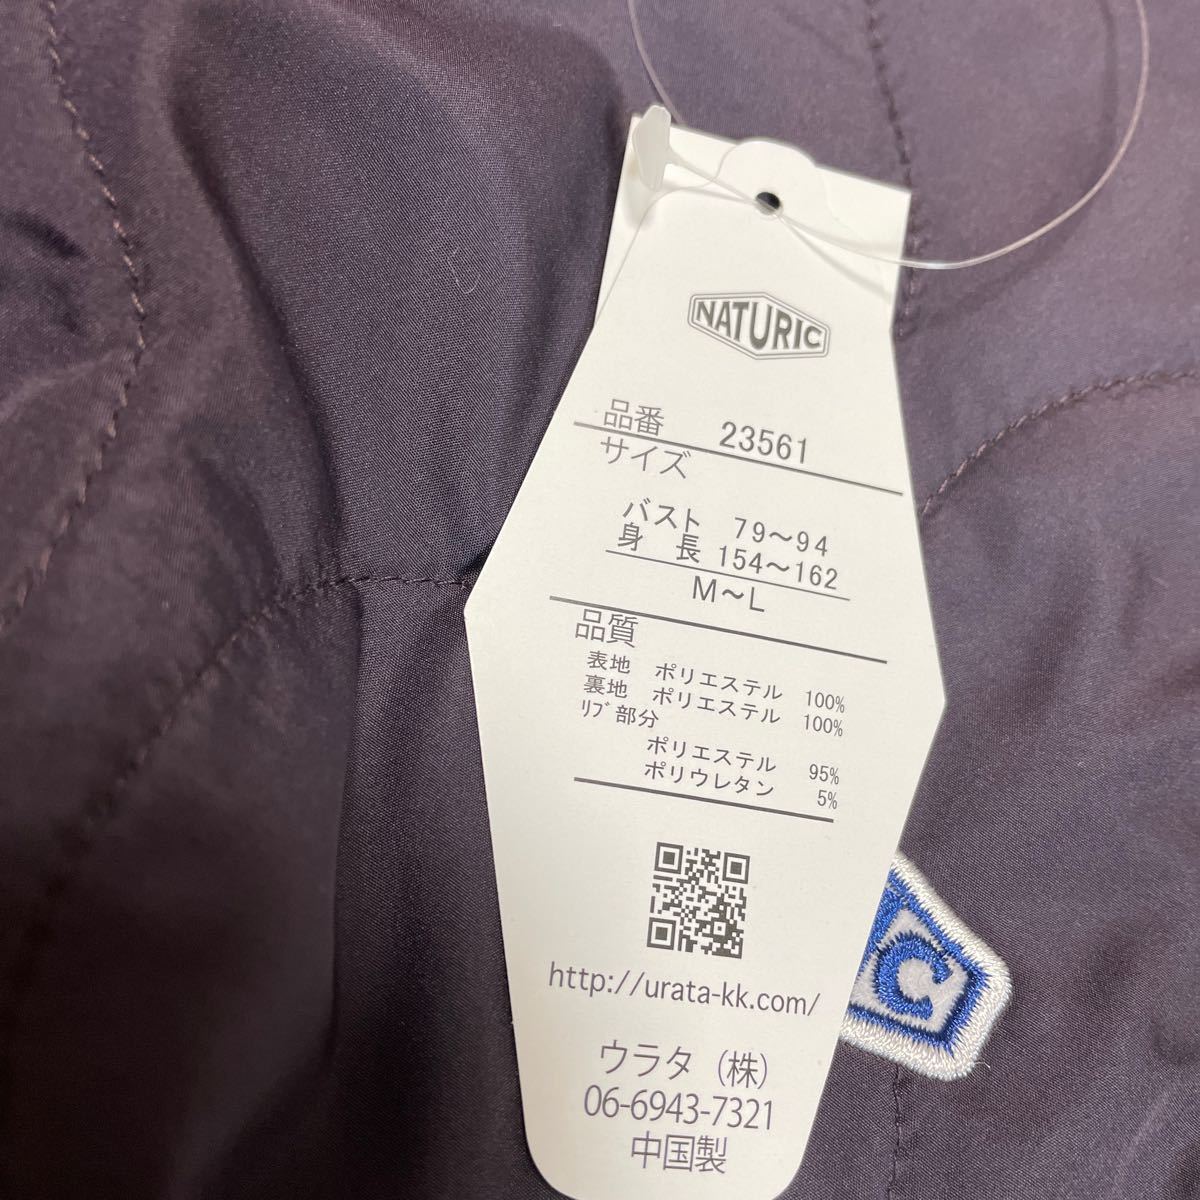 NATURIC
品番 23561
サイズ
バスト 79～94
身 長 154～162
M～L
品質
表地 ポリエステル 100%
裏地 ポリエステル 100%
ﾘﾌﾞ部分
ポリエステル 95%
ポリウレタン 5%
http://urata-kk.com/
ウラタ（株）
06-6943-7321
中国製
C